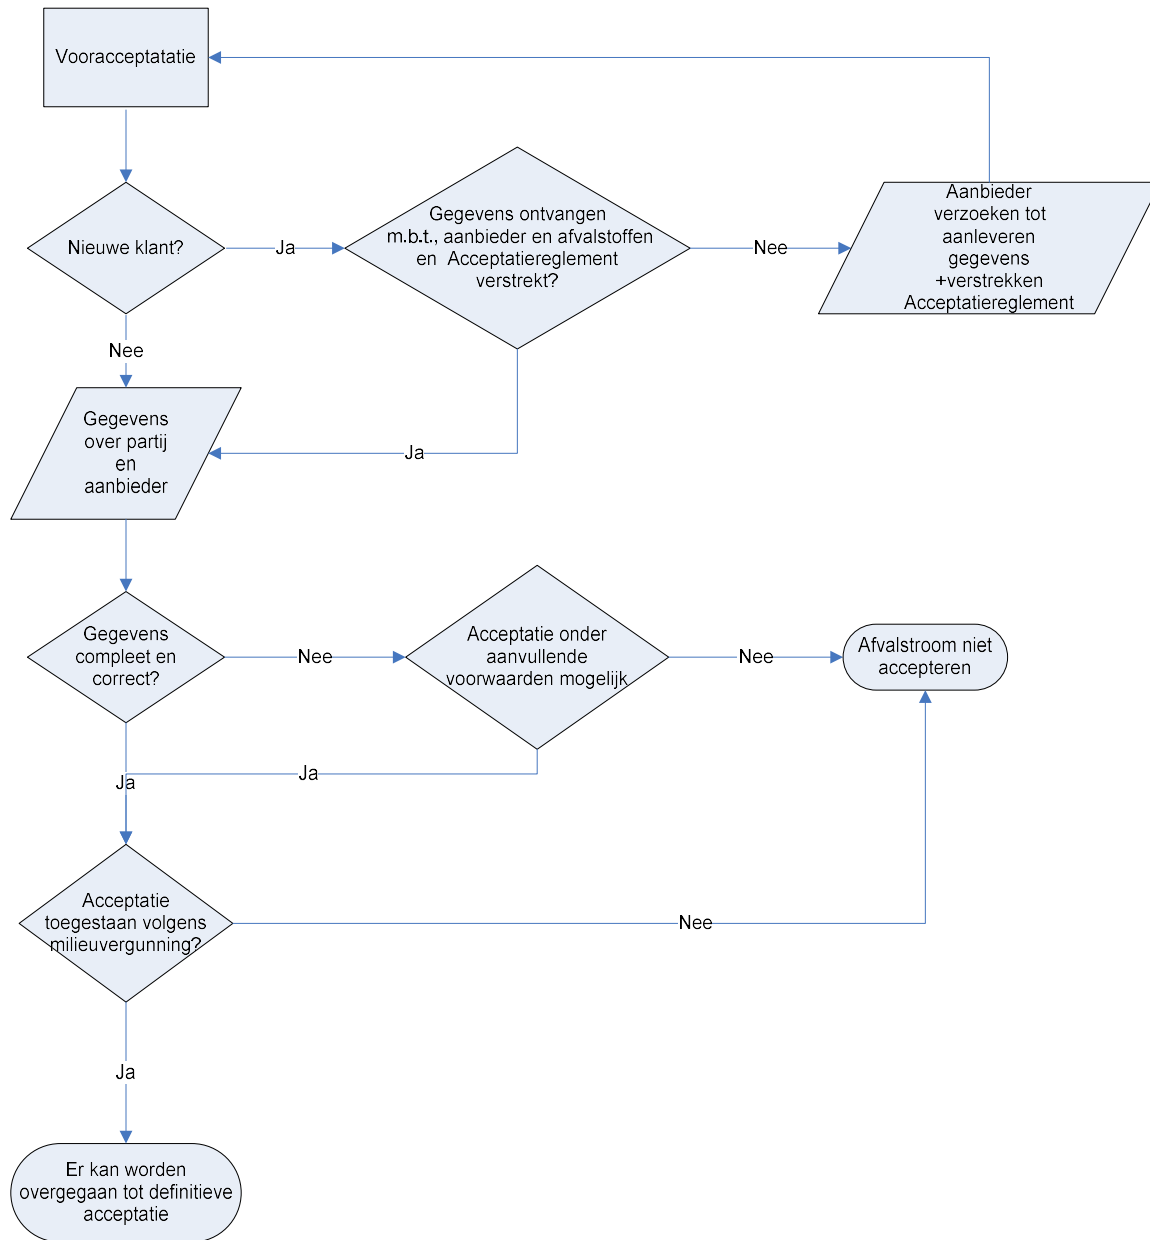 Vooracceptatatie
Nieuwe klant?
Ja
Gegevens ontvangen
m.b.t., aanbieder en afvalstoffen
en Acceptatiereglement
verstrekt?
Nee
Aanbieder
verzoeken tot
aanleveren
gegevens
+verstrekken
Acceptatiereglement
Nee
Gegevens
over partij
en
aanbieder
Ja
Gegevens
compleet en
correct?
Nee
Acceptatie onder
aanvullende
voorwaarden mogelijk
Nee
Afvalstroom niet
accepteren
Ja
Ja
Acceptatie
toegestaan volgens
milieuvergunning?
Nee
Ja
Er kan worden
overgegaan tot definitieve
acceptatie